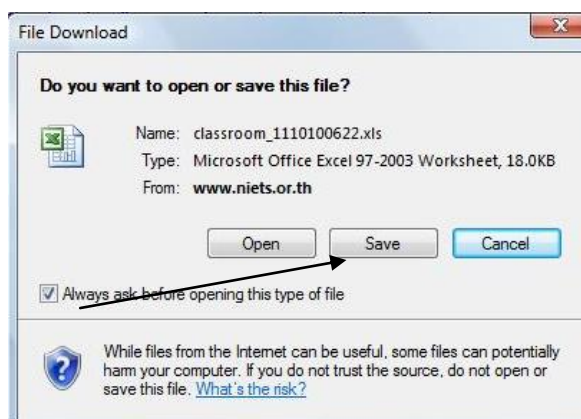 File Download
Do you want to open or save this file?
Name: classroom_1110100622.xls
Type: Microsoft Office Excel 97-2003 Worksheet, 18.0KB
From: www.niets.or.th
Open Save Cancel
Always ask before opening this type of file
While files from the Internet can be useful, some files can potentially
harm your computer. If you do not trust the source, do not open or
save this file. What's the risk?